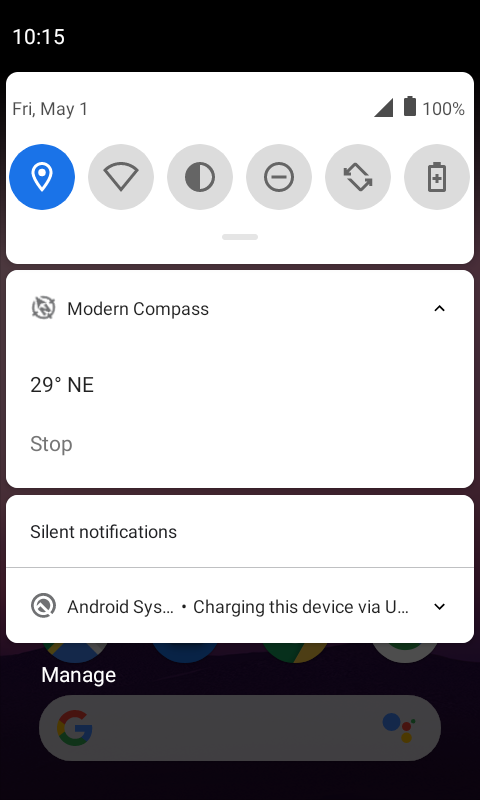 10:15
Fri, May 1
100%
Modern Compass
29° NE
Stop
Silent notifications
Android Sys… • Charging this device via U…
Manage